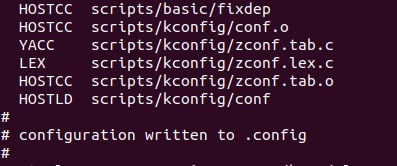 HOSTCC scripts/basic/fixdep
HOSTCC scripts/kconfig/conf.o
YACC scripts/kconfig/zconf.tab.c
LEX scripts/kconfig/zconf.lex.c
HOSTCC scripts/kconfig/zconf.tab.o
HOSTLD scripts/kconfig/conf
#
# configuration written to .config
#